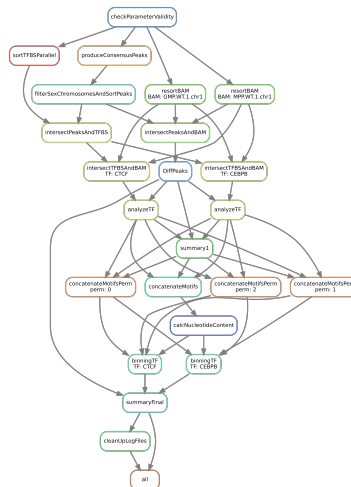 checkParameterValidity
sortTFBSParallel
produceConsensusPeaks
filterSexChromosomesAndSortPeaks
resortBAM
BAM: GMP.WT.1.chr1
resortBAM
BAM: MPP.WT.1.chr1
intersectPeaksAndTFBS
intersectPeaksAndBAM
intersectTFBSAndBAM
TF: CTCF
DiffPeaks
intersectTFBSAndBAM
TF: CEBPB
analyzeTF
analyzeTF
summary1
concatenateMotifsPerm
perm: 0
concatenateMotifs
concatenateMotifsPerm
perm: 2
concatenateMotifsPerm
perm: 1
calcNucleotideContent
binningTF
TF: CTCF
binningTF
TF: CEBPB
summaryFinal
cleanUpLogFiles
all